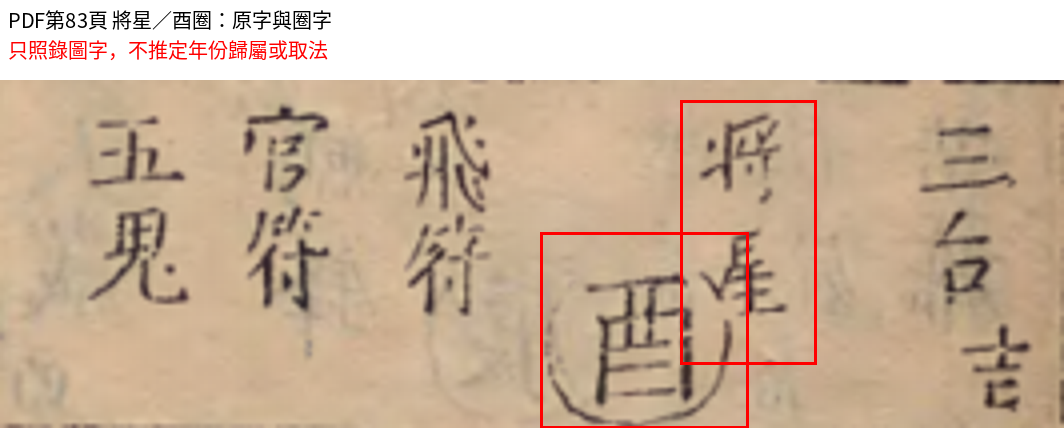 PDF第83頁 將星／酉圈：原字與圈字
只照錄圖字，不推定年份歸屬或取法
三台吉
将星
酉
飛符
官符
五鬼